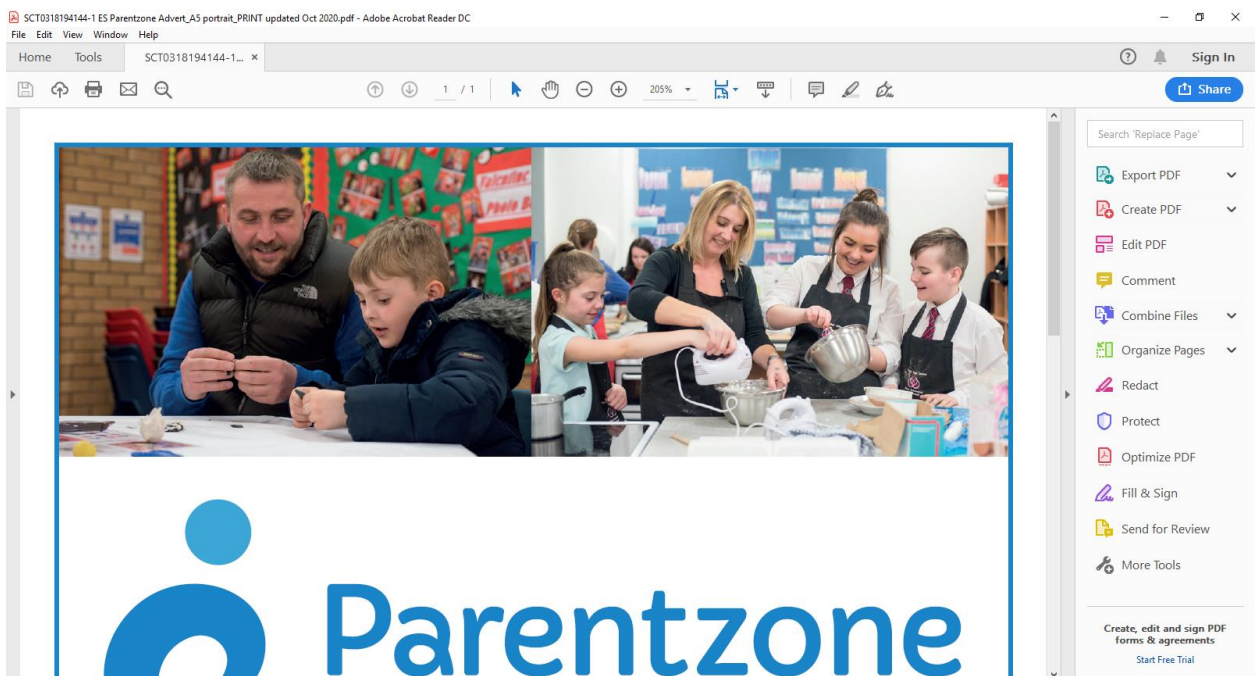 SCT0318194144-1 ES Parentzone Advert_A5 portrait_PRINT updated Oct 2020.pdf - Adobe Acrobat Reader DC
File Edit View Window Help
Home Tools SCT0318194144-1... ×
Sign In
1 / 1 205%
Share
Search 'Replace Page'
Export PDF
Create PDF
Edit PDF
Comment
Combine Files
Organize Pages
Redact
Protect
Optimize PDF
Fill & Sign
Send for Review
More Tools
Create, edit and sign PDF
forms & agreements
Start Free Trial
Photo B
Parentzone